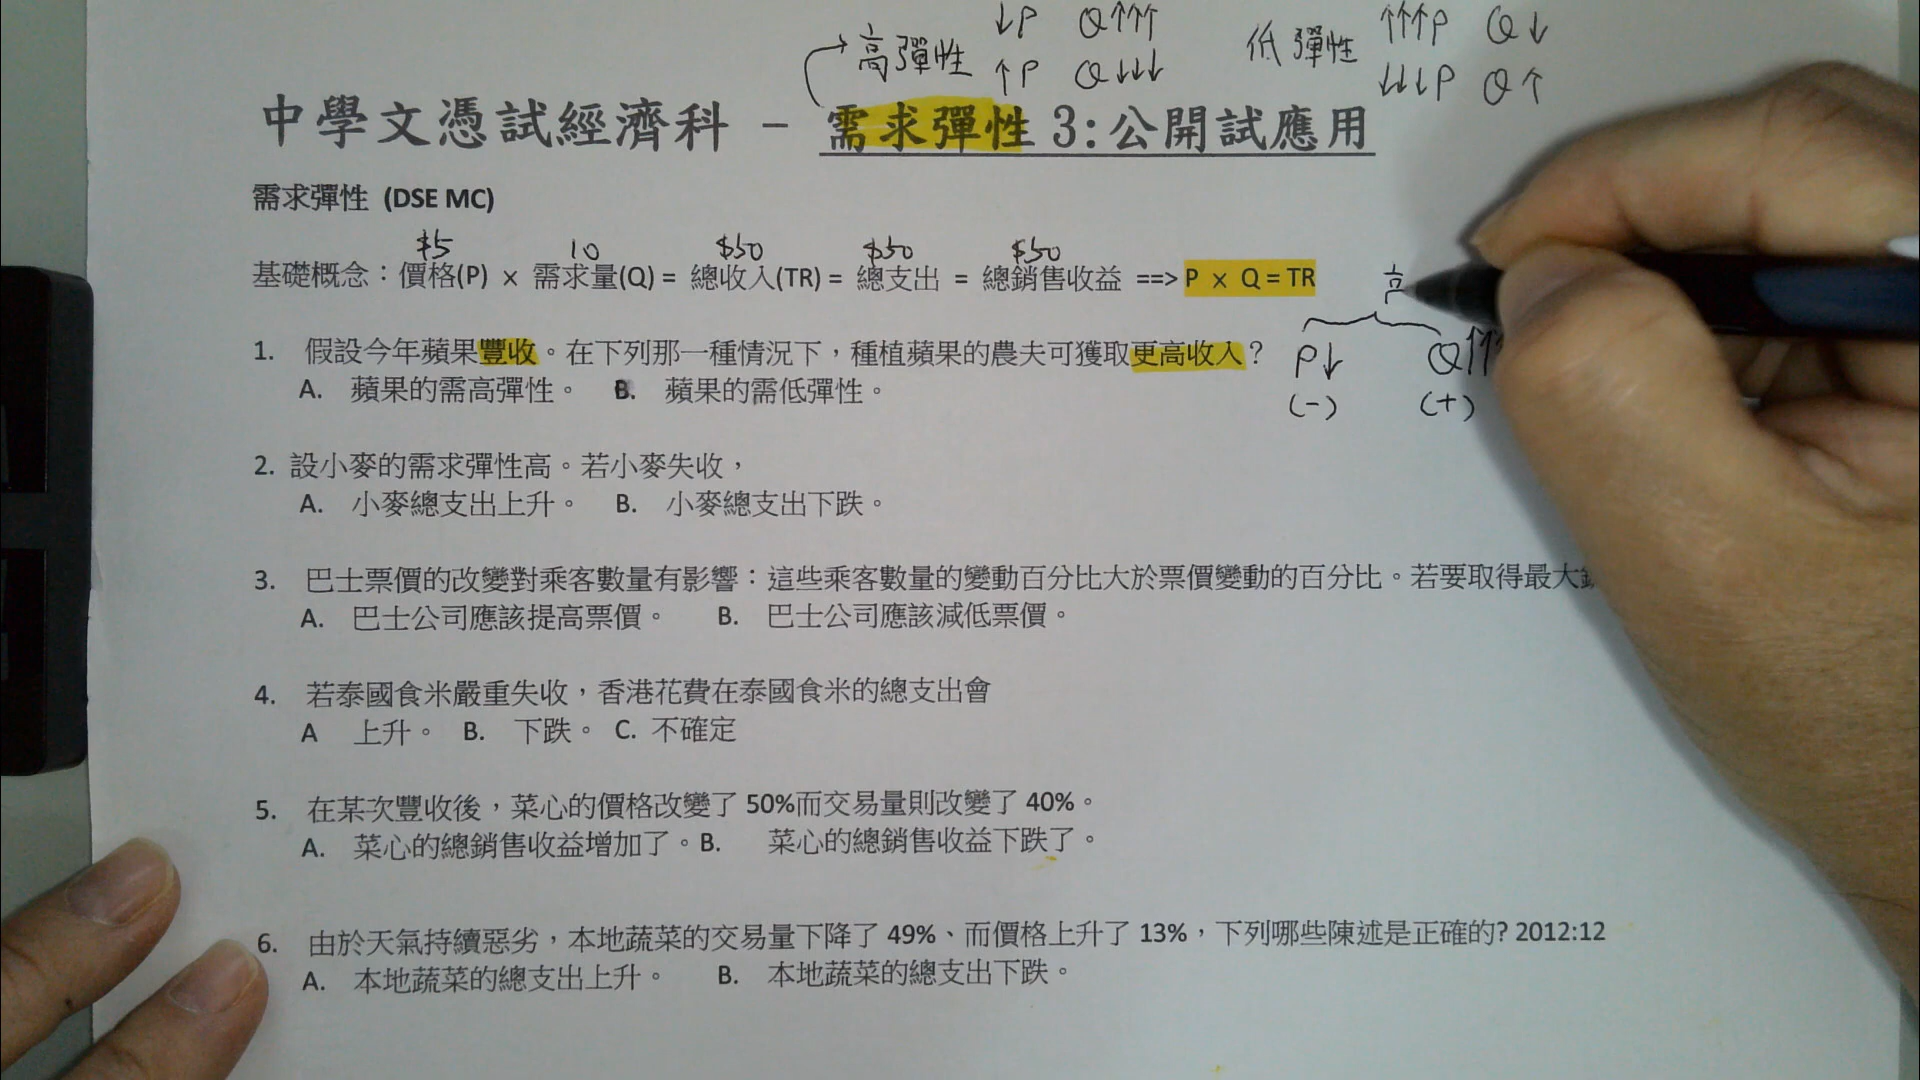 高彈性 ↓P Q↑↑↑ 低彈性 ↑↑↑P Q↓
↑P Q↓↓↓ ↓↓↓P Q↑
中學文憑試經濟科 - 需求彈性 3:公開試應用
需求彈性 (DSE MC)
$5 10 $50 $50 $50
基礎概念：價格(P) × 需求量(Q) = 總收入(TR) = 總支出 = 總銷售收益 ==> P × Q = TR
1. 假設今年蘋果豐收。在下列那一種情況下，種植蘋果的農夫可獲取更高收入？ P↓ Q↑↑
A. 蘋果的需高彈性。 B. 蘋果的需低彈性。 (-) (+)
2. 設小麥的需求彈性高。若小麥失收，
A. 小麥總支出上升。 B. 小麥總支出下跌。
3. 巴士票價的改變對乘客數量有影響：這些乘客數量的變動百分比大於票價變動的百分比。若要取得最大
A. 巴士公司應該提高票價。 B. 巴士公司應該減低票價。
4. 若泰國食米嚴重失收，香港花費在泰國食米的總支出會
A 上升。 B. 下跌。 C. 不確定
5. 在某次豐收後，菜心的價格改變了 50%而交易量則改變了 40%。
A. 菜心的總銷售收益增加了。B. 菜心的總銷售收益下跌了。
6. 由於天氣持續惡劣，本地蔬菜的交易量下降了 49%、而價格上升了 13%，下列哪些陳述是正確的? 2012:12
A. 本地蔬菜的總支出上升。 B. 本地蔬菜的總支出下跌。